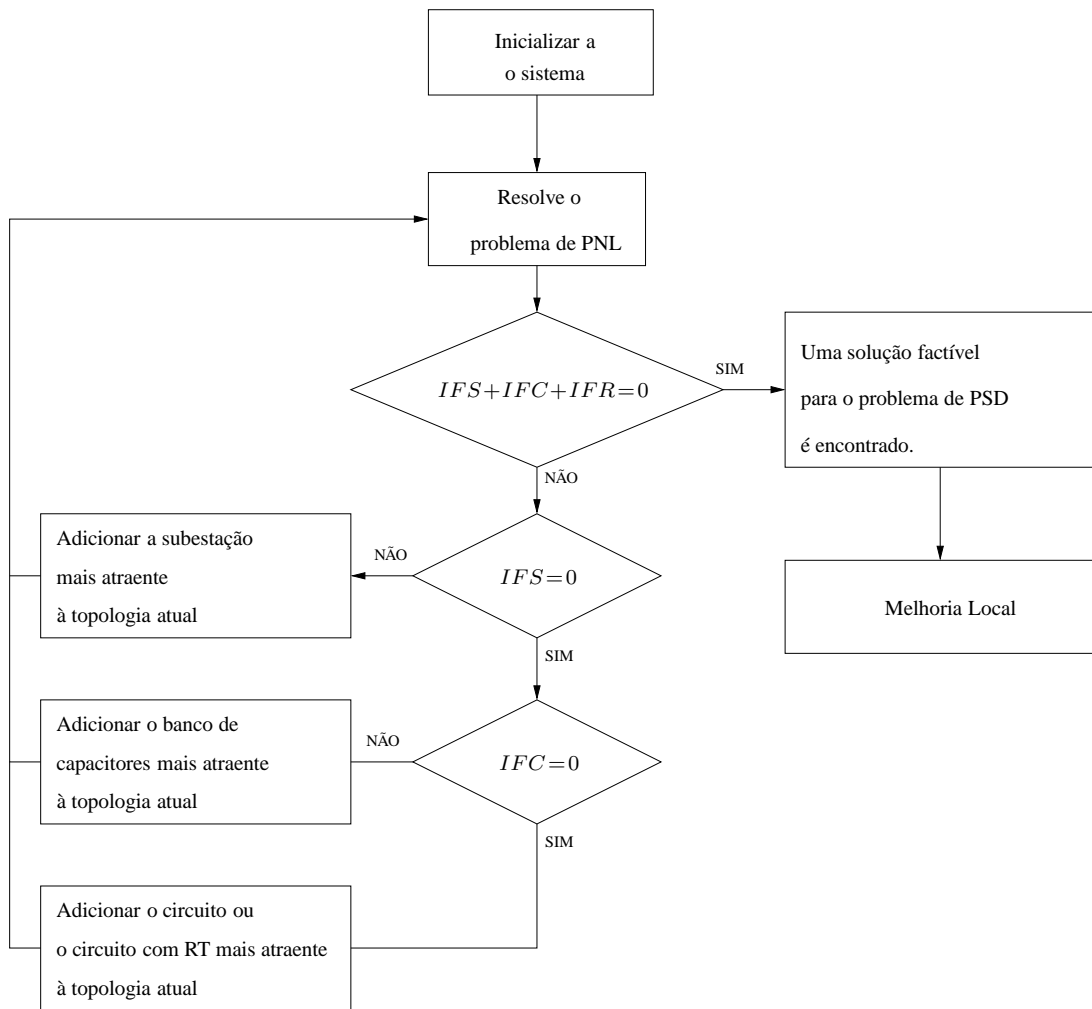 Inicializar a
o sistema
Resolve o
problema de PNL
IFS+IFC+IFR=0
SIM
Uma solução factível
para o problema de PSD
é encontrado.
NÃO
Adicionar a subestação
mais atraente
à topologia atual
NÃO
IFS=0
Melhoria Local
SIM
Adicionar o banco de
capacitores mais atraente
à topologia atual
NÃO
IFC=0
SIM
Adicionar o circuito ou
o circuito com RT mais atraente
à topologia atual